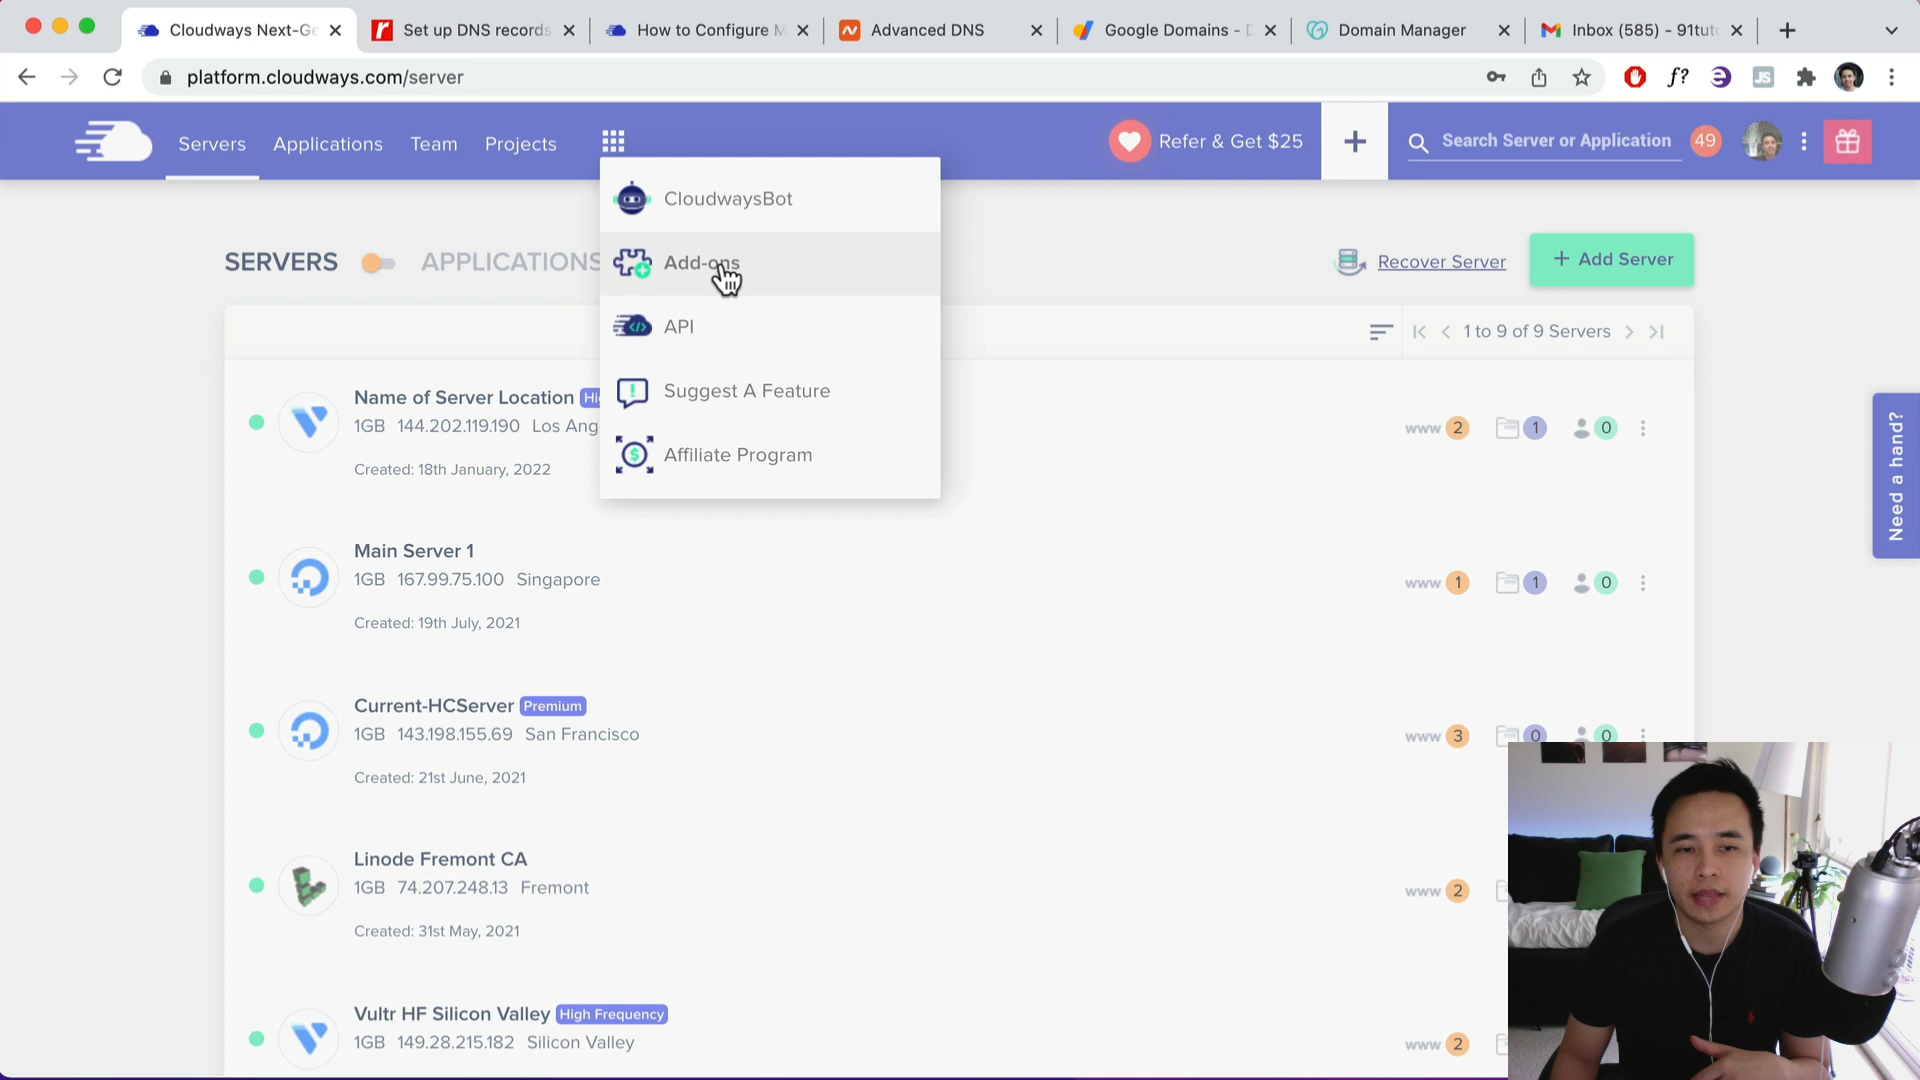 Cloudways Next-Ge
Set up DNS records
How to Configure M
Advanced DNS
Google Domains - D
Domain Manager
Inbox (585) - 91tut
platform.cloudways.com/server
f?
JS
Servers
Applications
Team
Projects
Refer & Get $25
Search Server or Application
49
CloudwaysBot
Add-ons
API
Suggest A Feature
Affiliate Program
SERVERS
APPLICATIONS
Recover Server
+ Add Server
1 to 9 of 9 Servers
Need a hand?
Name of Server Location Hi
1GB 144.202.119.190 Los Ang
Created: 18th January, 2022
www 2 1 0
Main Server 1
1GB 167.99.75.100 Singapore
Created: 19th July, 2021
www 1 1 0
Current-HCServer Premium
1GB 143.198.155.69 San Francisco
Created: 21st June, 2021
www 3 0 0
Linode Fremont CA
1GB 74.207.248.13 Fremont
Created: 31st May, 2021
www 2
Vultr HF Silicon Valley High Frequency
1GB 149.28.215.182 Silicon Valley
www 2